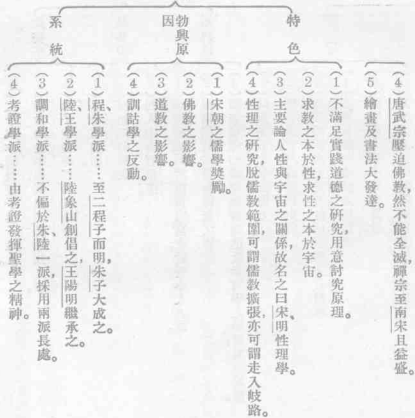 (4)唐武宗壓迫佛教,然不能全滅,禪宗至南宋且益盛。
(5)繪畫及書法大發達。
特色
(1)不滿足實踐道德之研究,用意討究原理。
(2)求教之本於性,求性之本於宇宙。
(3)主要論人性與宇宙之關係,故名之曰宋、明性理學。
(4)性理之研究,脫儒教範圍,可謂儒教擴張,亦可謂走入歧路。
勃興原因
(1)宋朝之儒學獎勵。
(2)佛教之影響。
(3)道教之影響。
(4)訓詁學之反動。
系統
(1)程、朱學派……至二程子而明,朱子大成之。
(2)陸、王學派……陸象山創倡之,王陽明繼承之。
(3)調和學派……不偏於朱、陸一派,採用兩派長處。
(4)考證學派……由考證發揮聖學之精神。